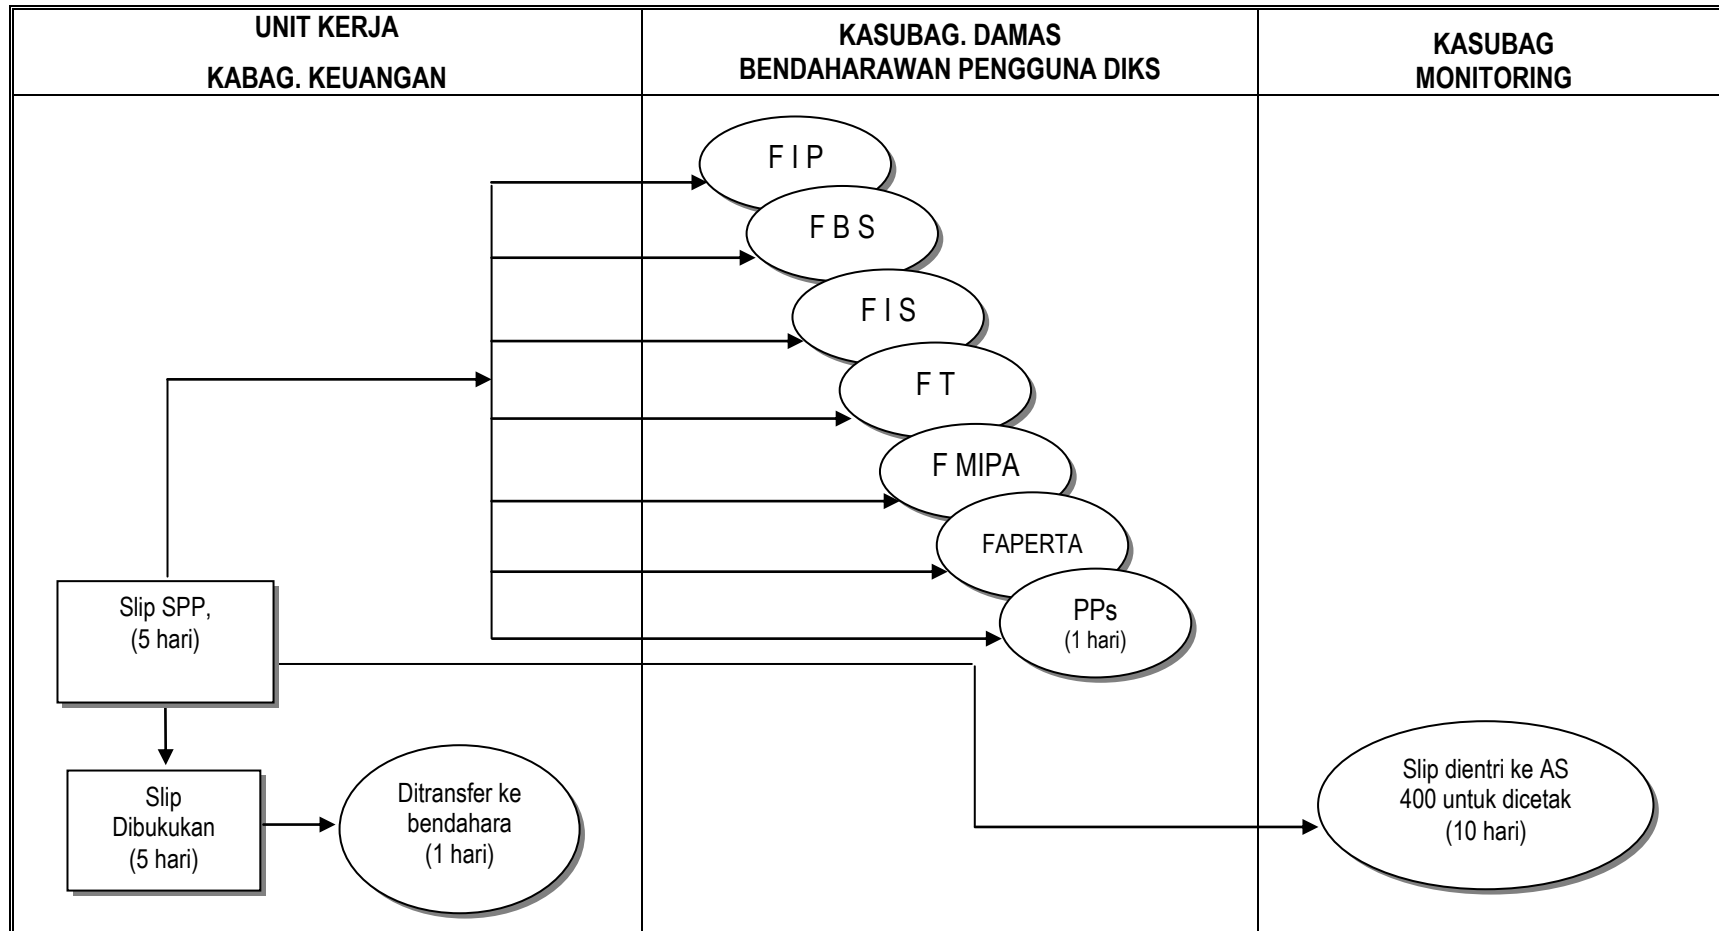 UNIT KERJA
KABAG. KEUANGAN
KASUBAG. DAMAS
BENDAHARAWAN PENGGUNA DIKS
KASUBAG
MONITORING
F I P
F B S
F I S
F T
F MIPA
FAPERTA
PPs
(1 hari)
Slip SPP,
(5 hari)
Slip
Dibukukan
(5 hari)
Ditransfer ke
bendahara
(1 hari)
Slip dientri ke AS
400 untuk dicetak
(10 hari)